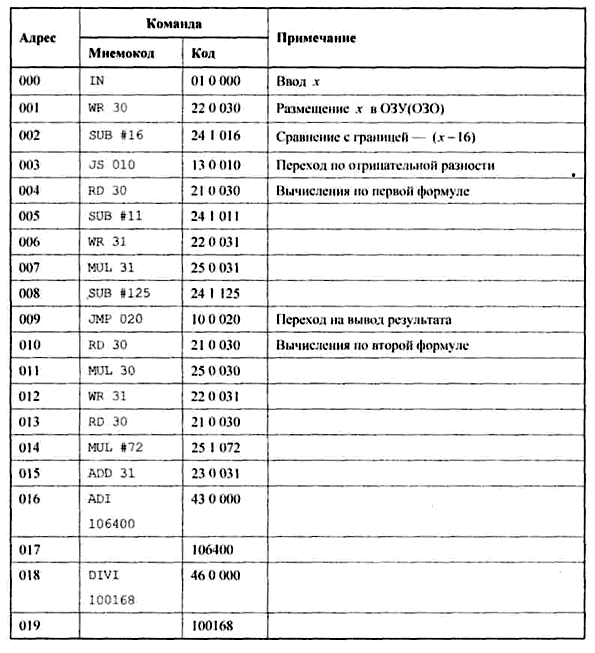 Адрес Команда Примечание
Мнемокод Код
000 IN 01 0 000 Ввод x
001 WR 30 22 0 030 Размещение x в ОЗУ(ОЗО)
002 SUB #16 24 1 016 Сравнение с границей — (x – 16)
003 JS 010 13 0 010 Переход по отрицательной разности
004 RD 30 21 0 030 Вычисления по первой формуле
005 SUB #11 24 1 011
006 WR 31 22 0 031
007 MUL 31 25 0 031
008 SUB #125 24 1 125
009 JMP 020 10 0 020 Переход на вывод результата
010 RD 30 21 0 030 Вычисления по второй формуле
011 MUL 30 25 0 030
012 WR 31 22 0 031
013 RD 30 21 0 030
014 MUL #72 25 1 072
015 ADD 31 23 0 031
016 ADI 43 0 000
106400
017 106400
018 DIVI 46 0 000
100168
019 100168